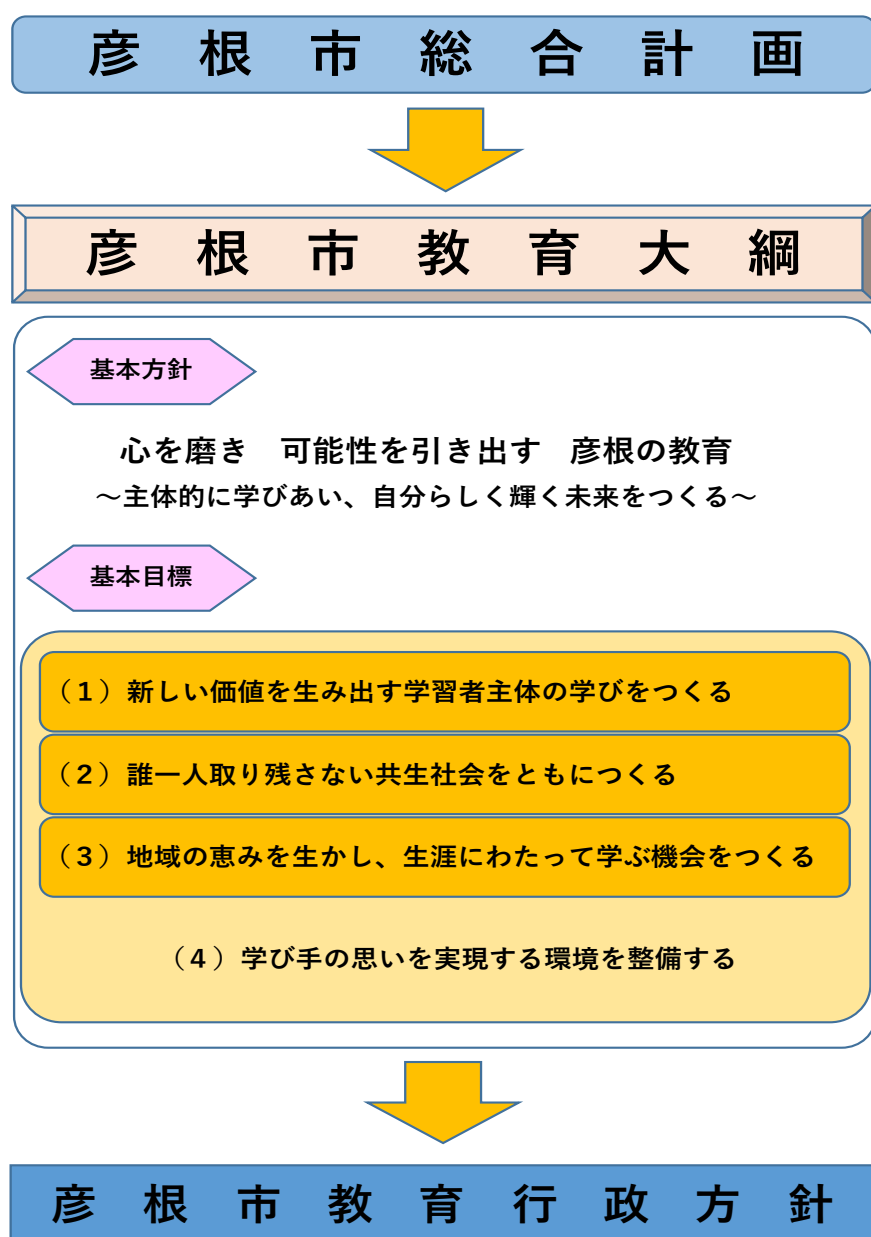 彦根市総合計画
彦根市教育大綱
基本方針
心を磨き　可能性を引き出す　彦根の教育
～主体的に学びあい、自分らしく輝く未来をつくる～
基本目標
（１）新しい価値を生み出す学習者主体の学びをつくる
（２）誰一人取り残さない共生社会をともにつくる
（３）地域の恵みを生かし、生涯にわたって学ぶ機会をつくる
（４）学び手の思いを実現する環境を整備する
彦根市教育行政方針